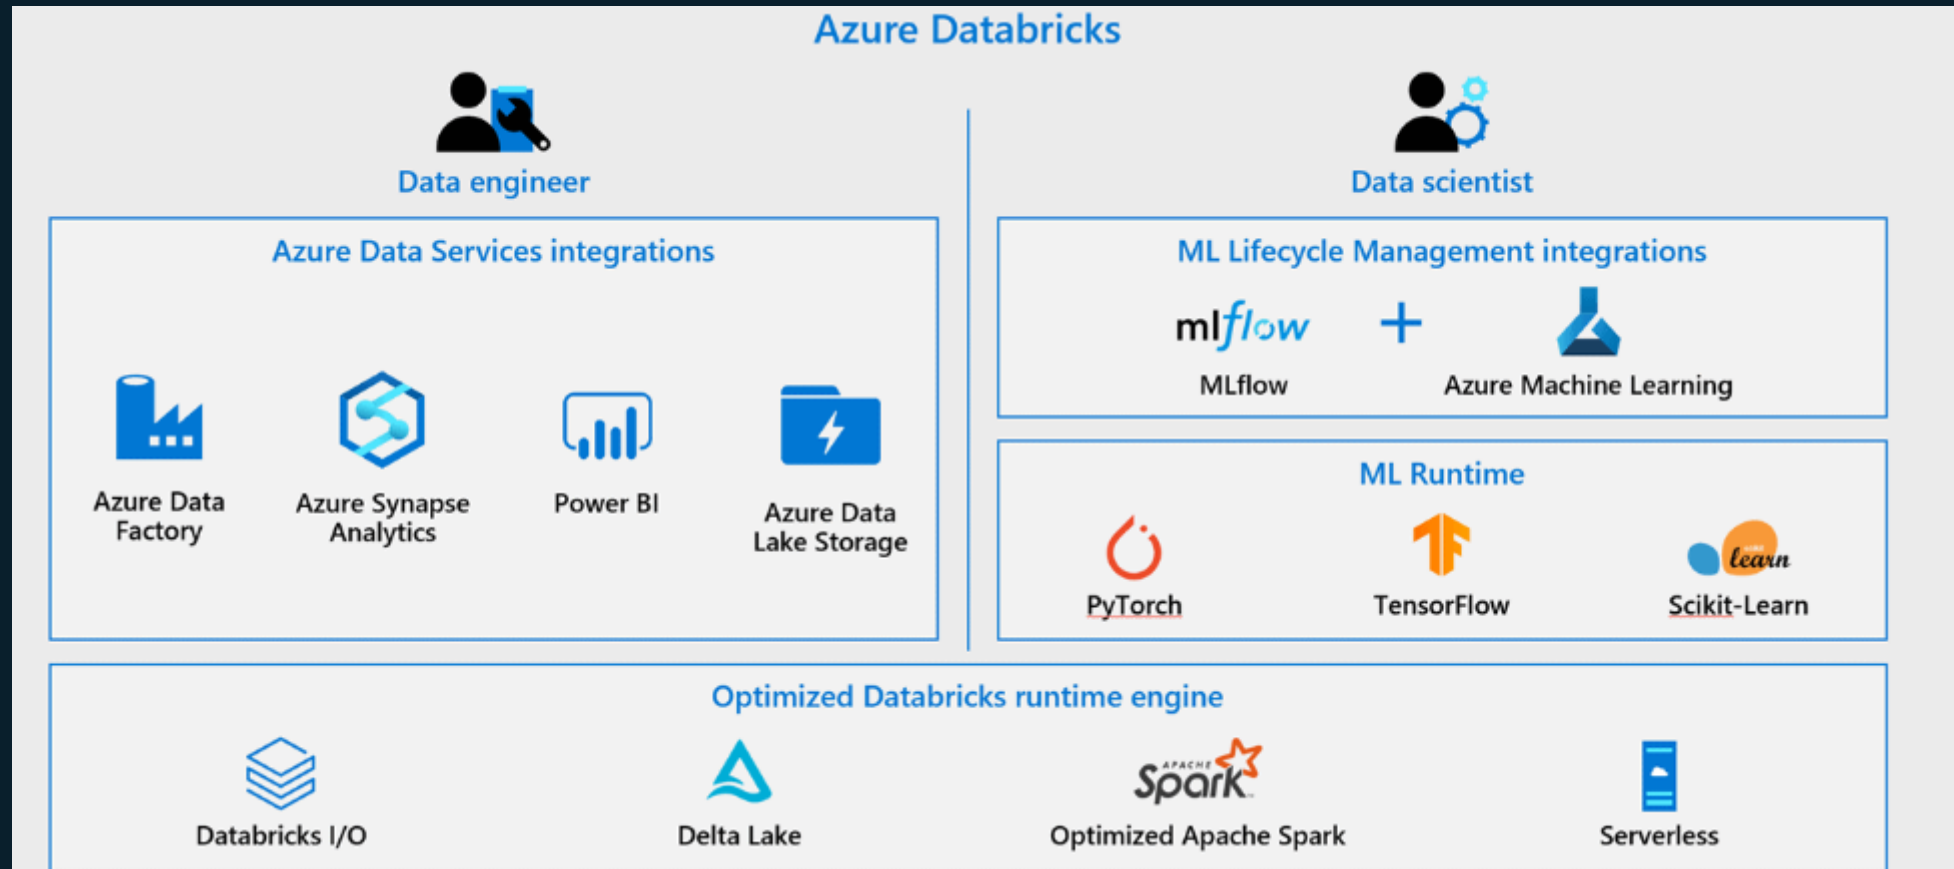 Azure Databricks
Data engineer
Data scientist
Azure Data Services integrations
Azure Data
Factory
Azure Synapse
Analytics
Power BI
Azure Data
Lake Storage
ML Lifecycle Management integrations
mlflow
MLflow
Azure Machine Learning
ML Runtime
PyTorch
TensorFlow
learn
Scikit-Learn
Optimized Databricks runtime engine
Databricks I/O
Delta Lake
APACHE
Spark
Optimized Apache Spark
Serverless